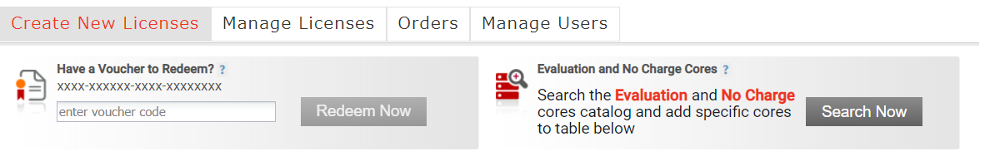 Create New Licenses
Manage Licenses
Orders
Manage Users
Have a Voucher to Redeem? ?
xxxx-xxxxxx-xxxx-xxxxxxxx
enter voucher code
Redeem Now
Evaluation and No Charge Cores ?
Search the Evaluation and No Charge
cores catalog and add specific cores
to table below
Search Now